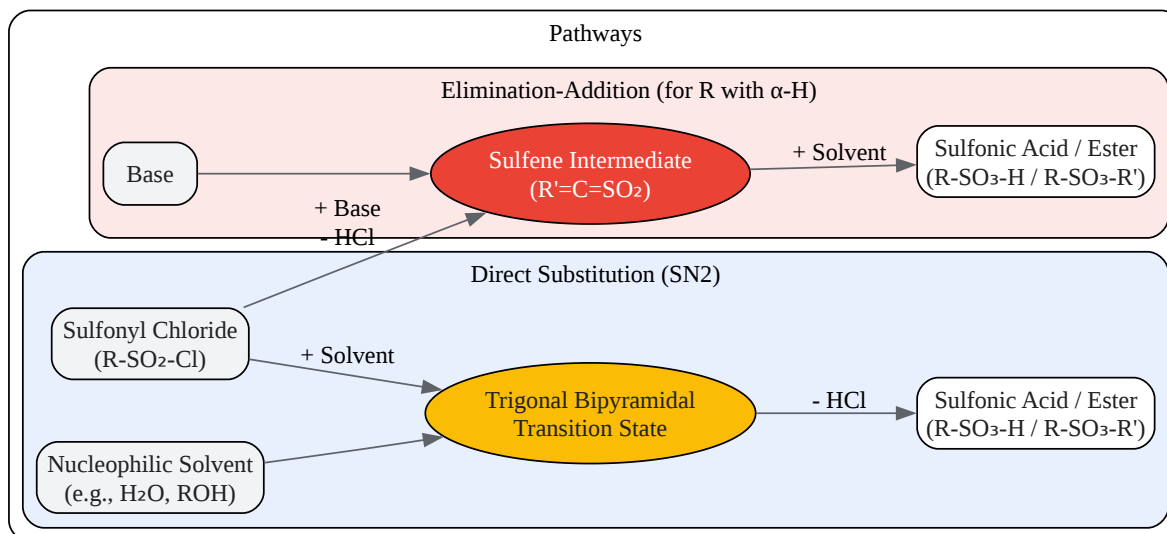 Pathways
Elimination-Addition (for R with α-H)
Base
Sulfene Intermediate
(R'=C=SO₂)
+ Solvent
Sulfonic Acid / Ester
(R-SO₃-H / R-SO₃-R')
+ Base
- HCl
Direct Substitution (SN2)
Sulfonyl Chloride
(R-SO₂-Cl)
+ Solvent
Trigonal Bipyramidal
Transition State
- HCl
Sulfonic Acid / Ester
(R-SO₃-H / R-SO₃-R')
Nucleophilic Solvent
(e.g., H₂O, ROH)